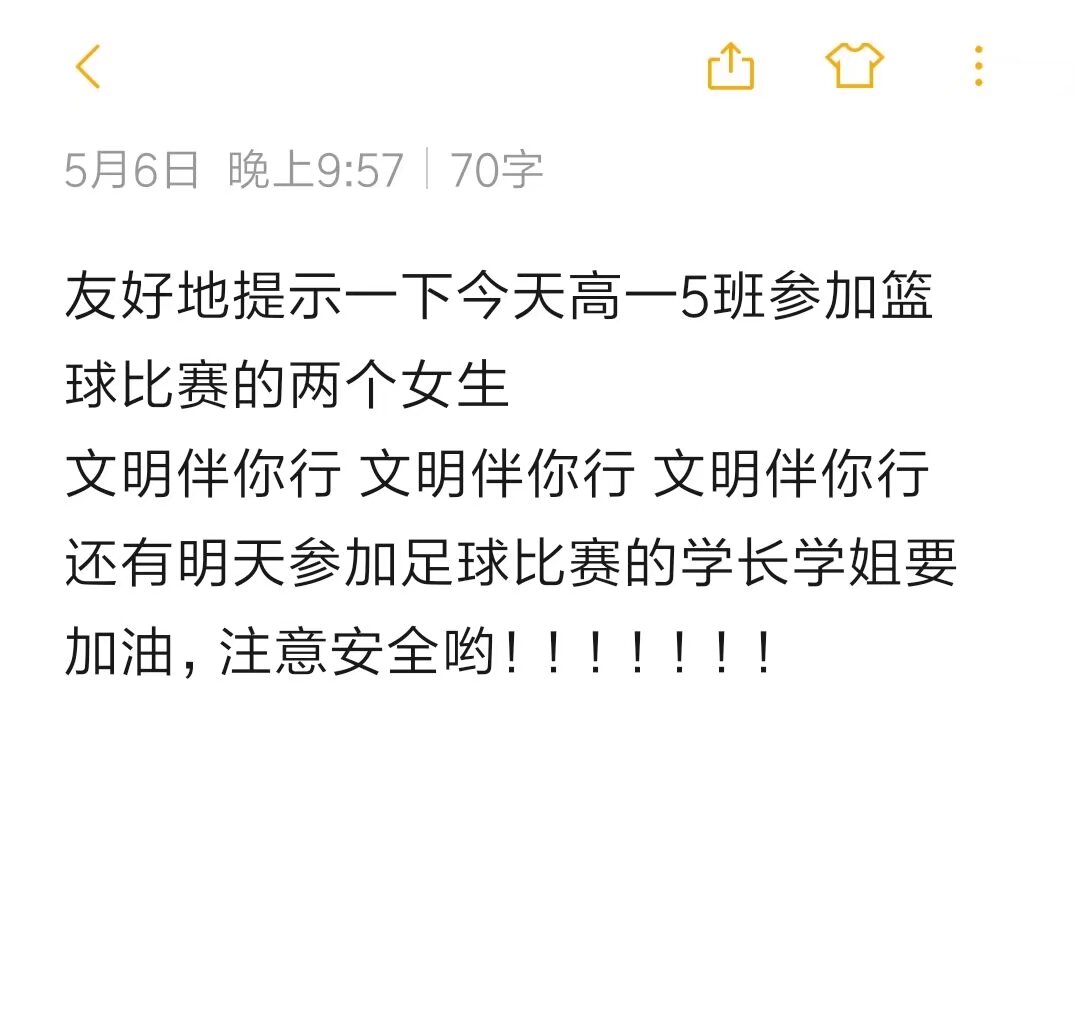 5月6日 晚上9:57 | 70字
友好地提示一下今天高一5班参加篮
球比赛的两个女生
文明伴你行 文明伴你行 文明伴你行
还有明天参加足球比赛的学长学姐要
加油，注意安全哟！！！！！！！